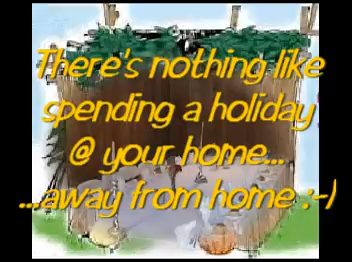 There's nothing like
spending a holiday
@ your home...
...away from home :-)